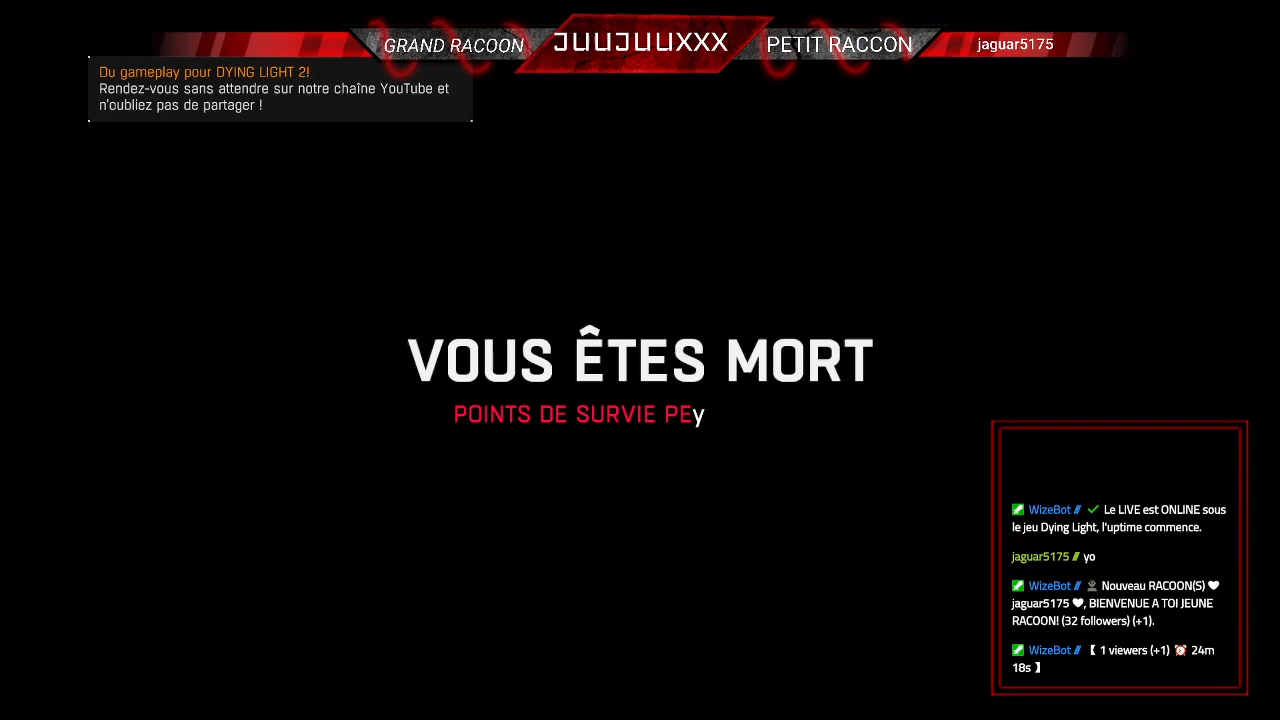 GRAND RACOON
JUUJUUXXX
PETIT RACCON
jaguar5175
Du gameplay pour DYING LIGHT 2!
Rendez-vous sans attendre sur notre chaîne YouTube et
n'oubliez pas de partager !
VOUS ÊTES MORT
POINTS DE SURVIE PEy
WizeBot // ✓ Le LIVE est ONLINE sous
le jeu Dying Light, l'uptime commence.
jaguar5175 // yo
WizeBot // Nouveau RACOON(S) ♥
jaguar5175 ♥, BIENVENUE A TOI JEUNE
RACOON! (32 followers) (+1).
WizeBot // 【 1 viewers (+1) ⏰ 24m
18s 】